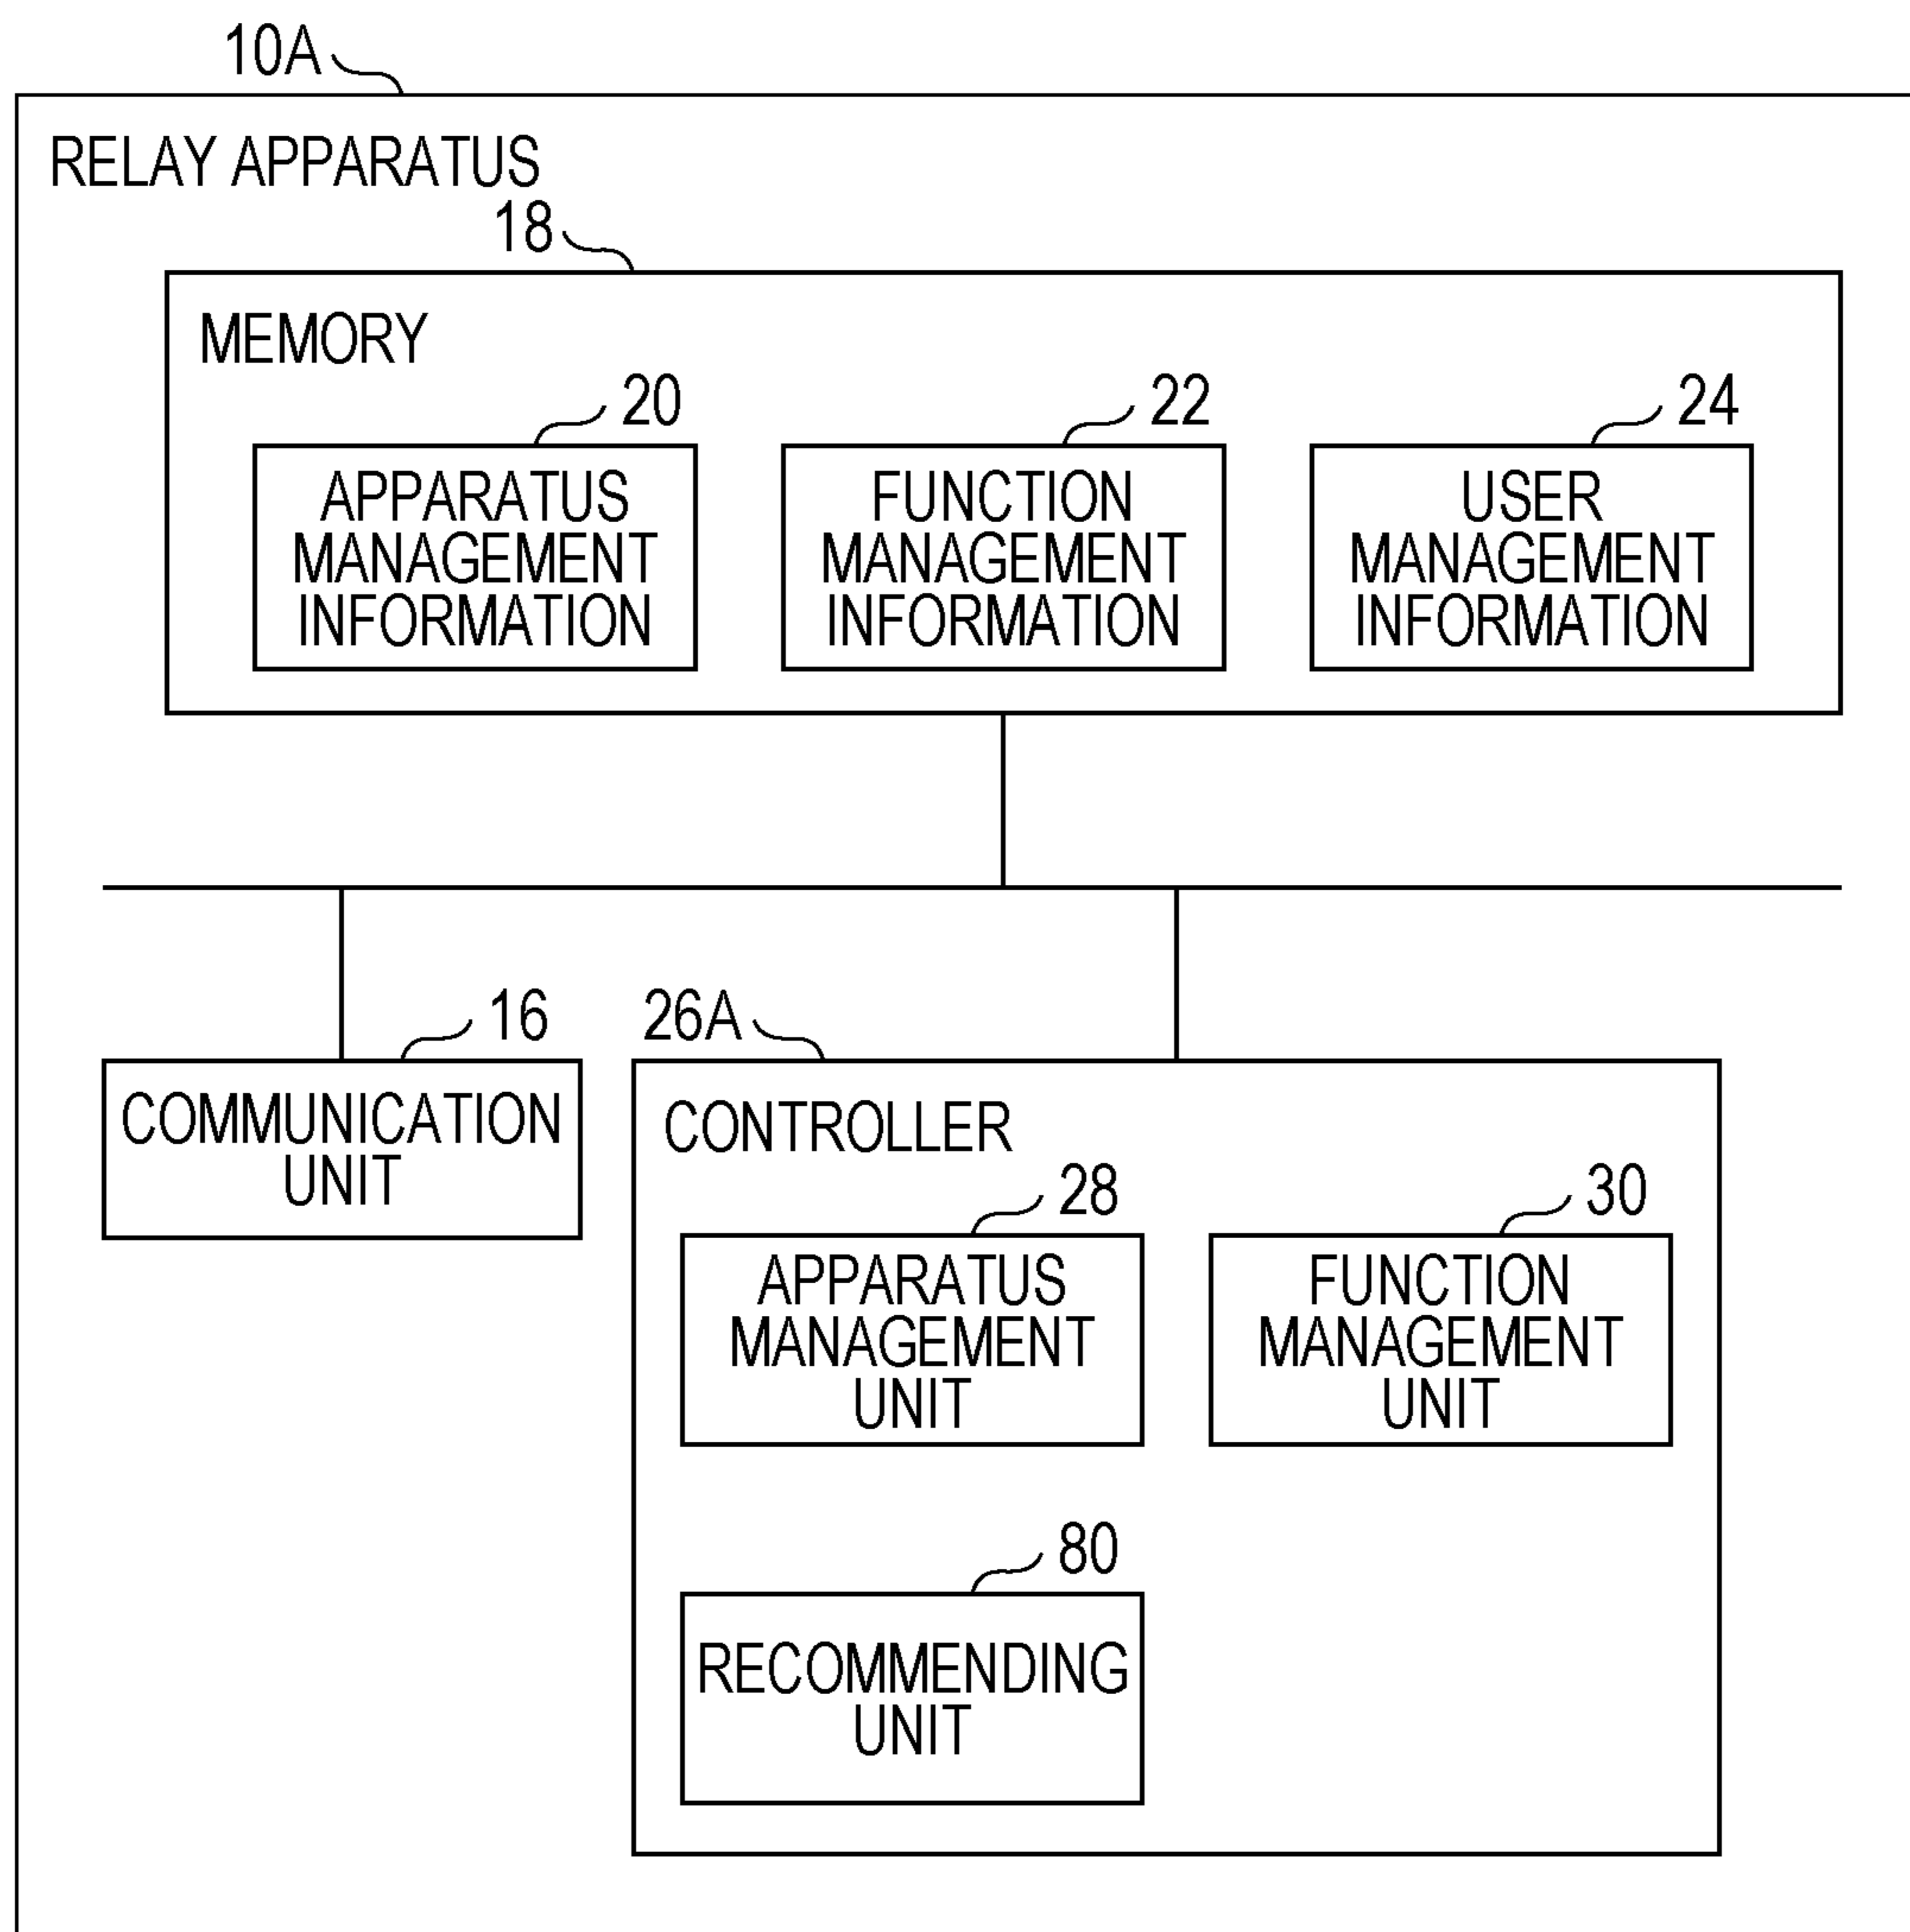 10A
RELAY APPARATUS
18
MEMORY
20
APPARATUS
MANAGEMENT
INFORMATION
22
FUNCTION
MANAGEMENT
INFORMATION
24
USER
MANAGEMENT
INFORMATION
16
COMMUNICATION
UNIT
26A
CONTROLLER
28
APPARATUS
MANAGEMENT
UNIT
30
FUNCTION
MANAGEMENT
UNIT
80
RECOMMENDING
UNIT